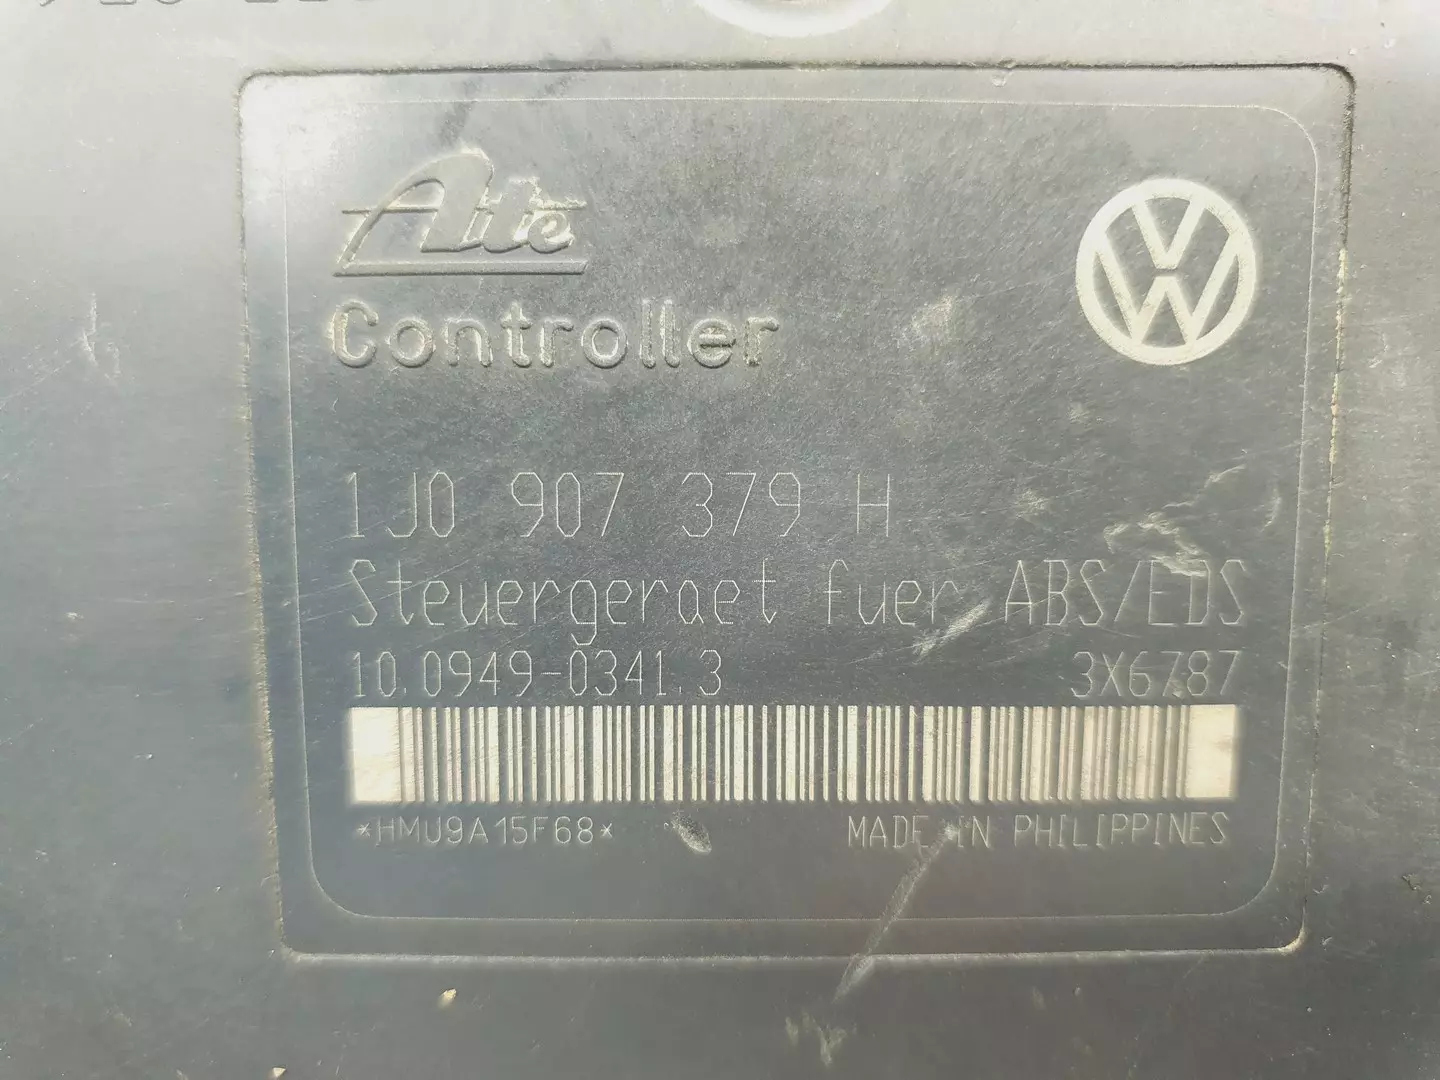 Ate
Controller
1J0 907 379 H
Steuergeraet fuer ABS/EDS
10.0949-0341.3 3X6787
*HMU9A15F68*
MADE IN PHILIPPINES